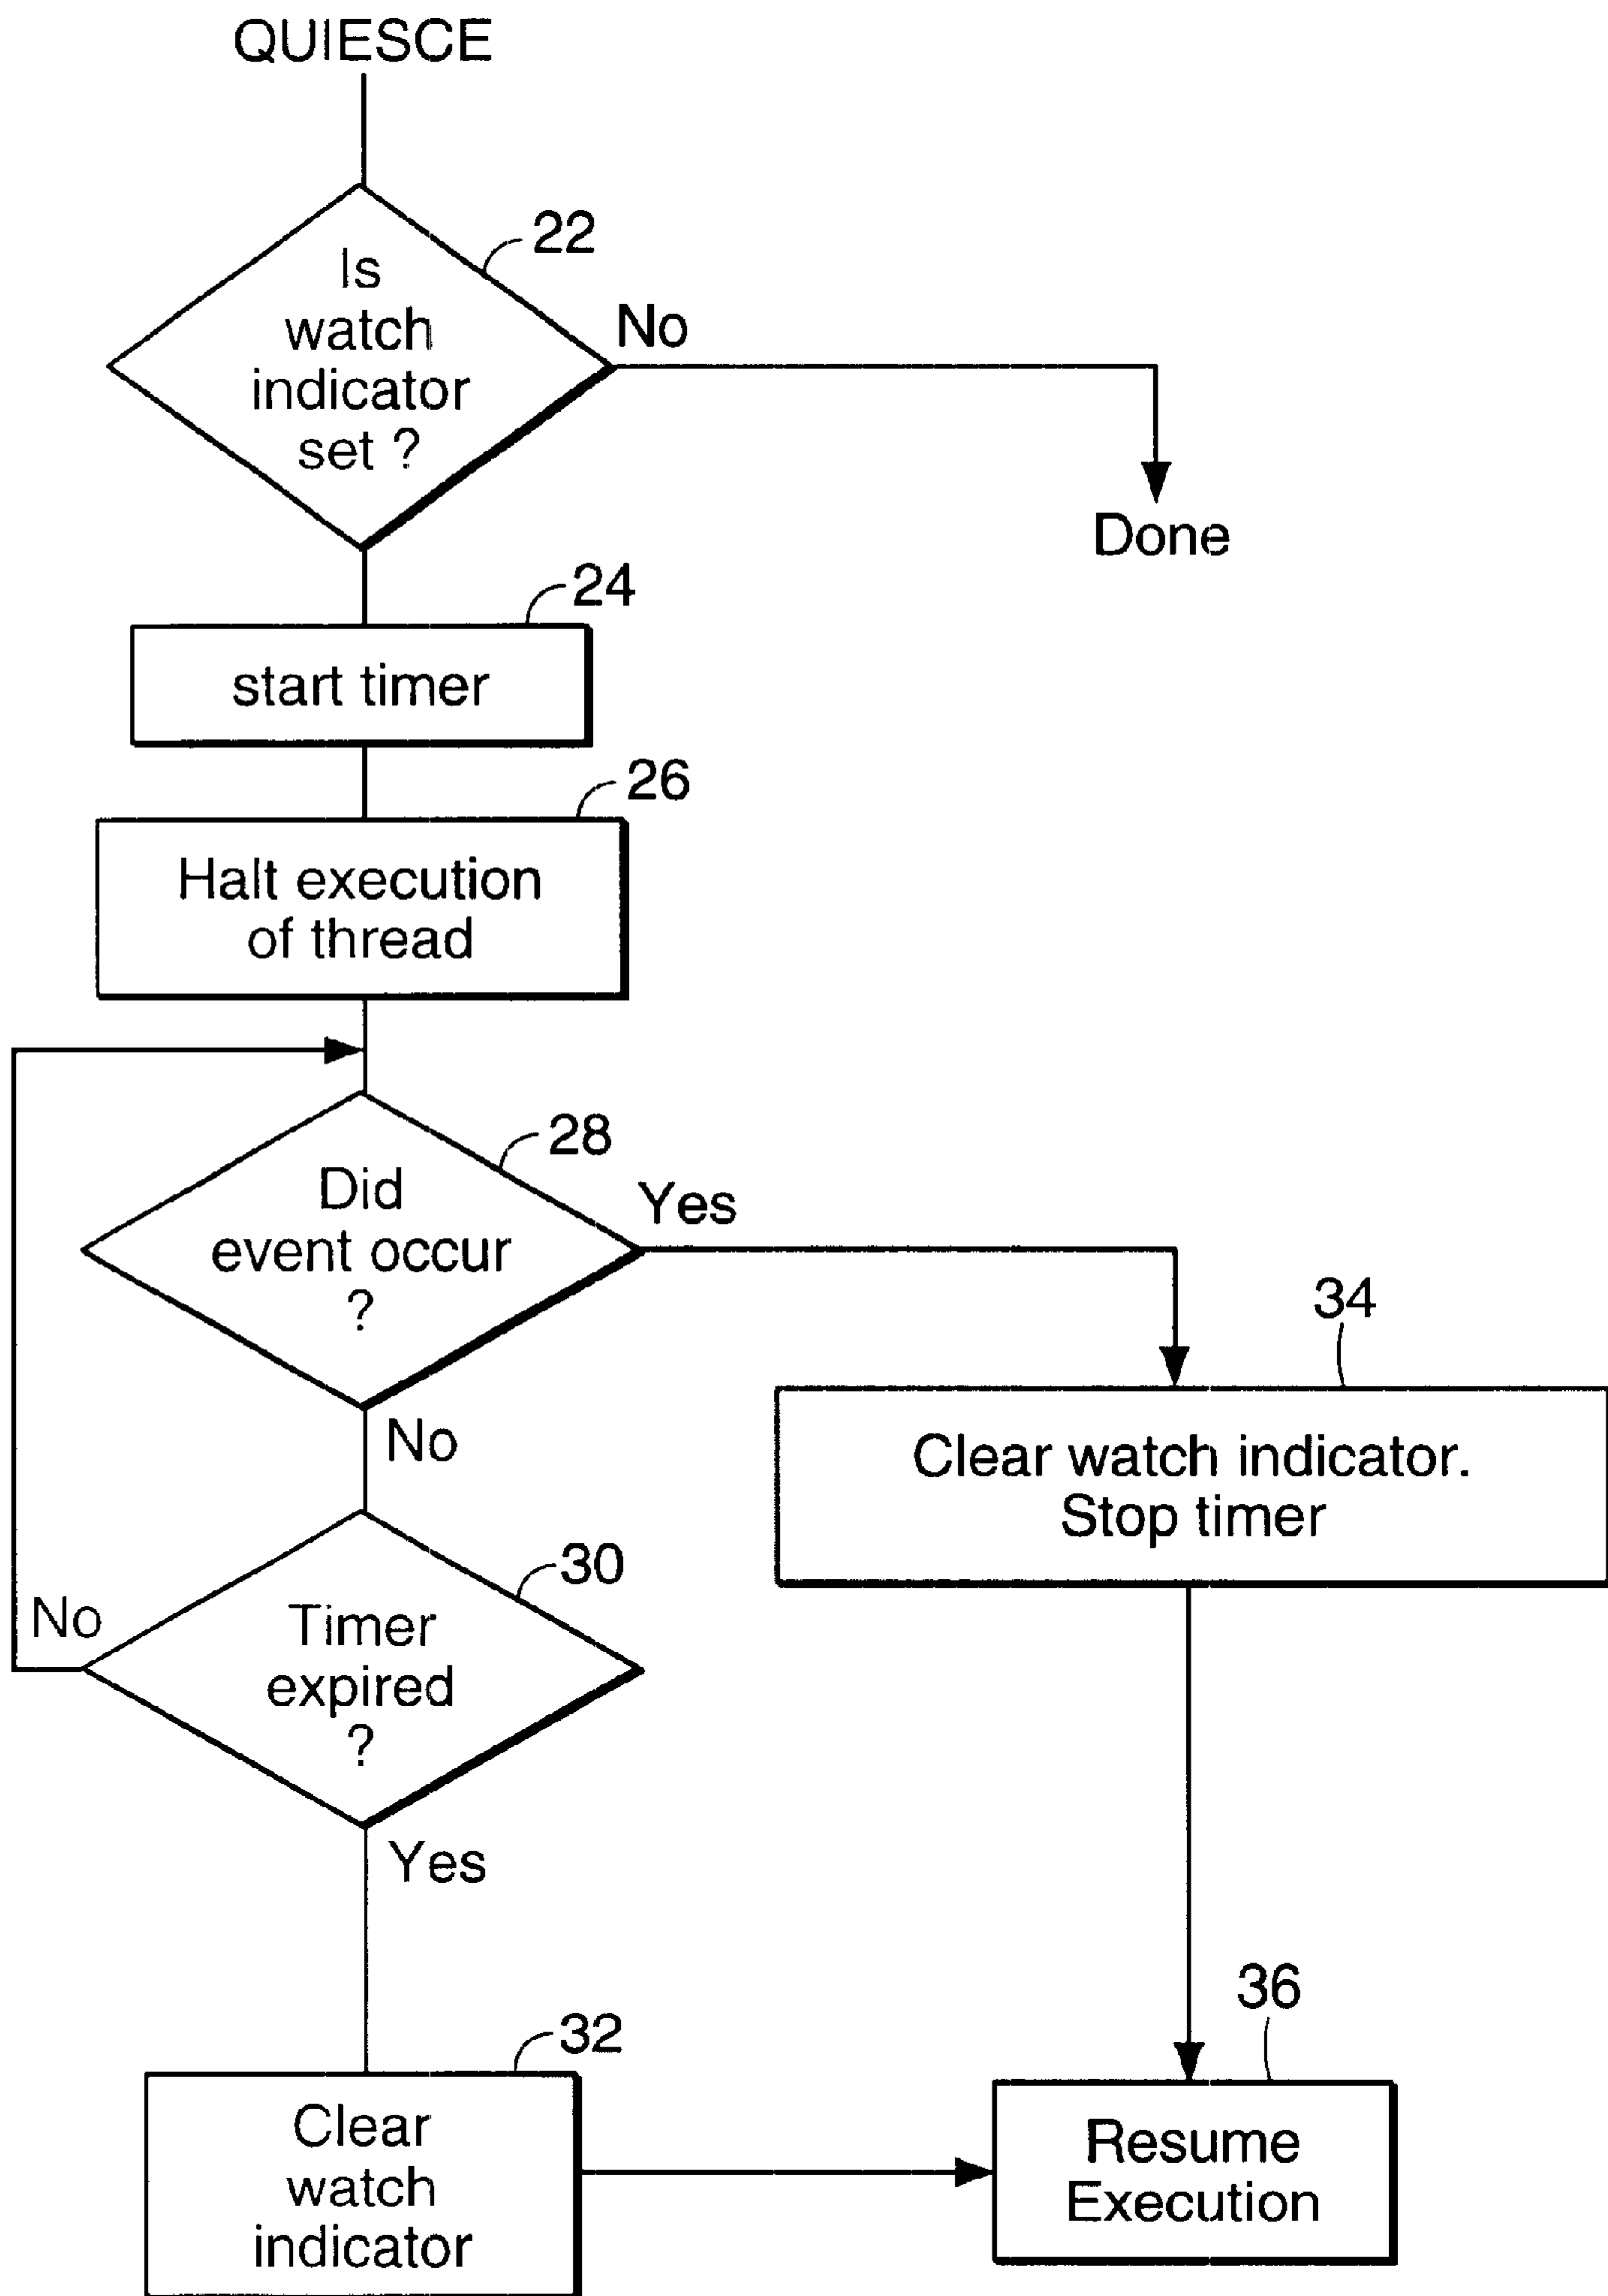 QUIESCE
22
Is
watch
indicator
set ?
No
Done
24
start timer
26
Halt execution
of thread
28
Did
event occur
?
Yes
No
34
Clear watch indicator.
Stop timer
30
Timer
expired
?
No
Yes
32
Clear
watch
indicator
36
Resume
Execution